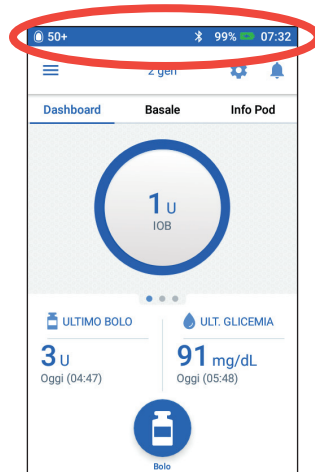 50+ 99% 07:32
2 gen
Dashboard Basale Info Pod
1 U
IOB
ULTIMO BOLO ULT. GLICEMIA
3 U 91 mg/dL
Oggi (04:47) Oggi (05:48)
Bolo